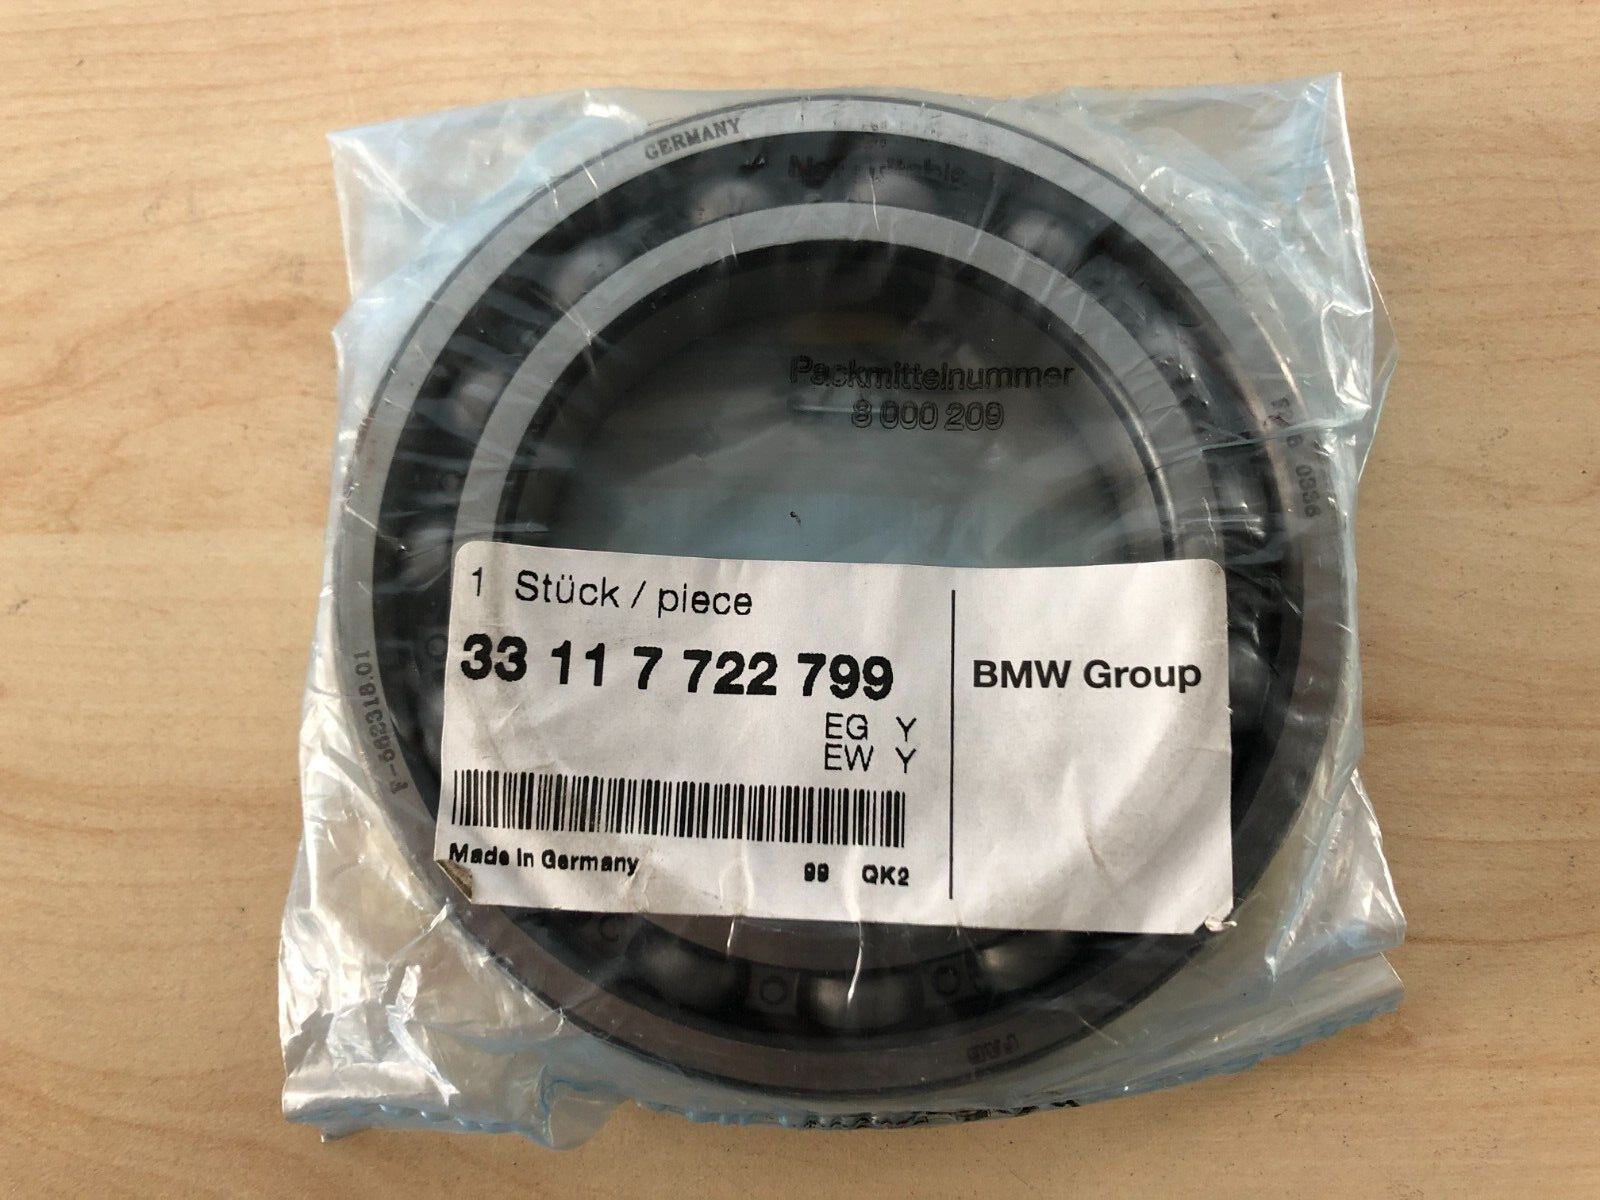 GERMANY
Packmittelnummer
8 000 209
1 Stück / piece
33 11 7 722 799
EG Y
EW Y
BMW Group
Made in Germany 99 QK2
FAG